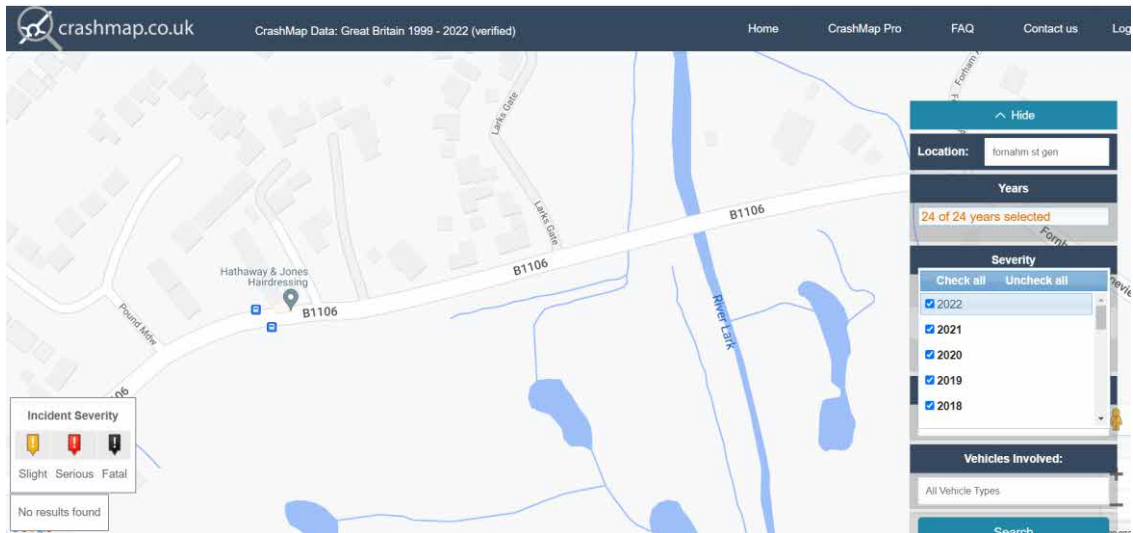 crashmap.co.uk
CrashMap Data: Great Britain 1999 - 2022 (verified)
Home
CrashMap Pro
FAQ
Contact us
Log
Hide
Location:
fornahm st gen
Years
24 of 24 years selected
Severity
Check all
Uncheck all
2022
2021
2020
2019
2018
Vehicles Involved:
All Vehicle Types
Search
Larks Gate
Larks Gate
B1106
B1106
B1106
River Lark
Hathaway & Jones
Hairdressing
Pound Mdw
Incident Severity
Slight
Serious
Fatal
No results found